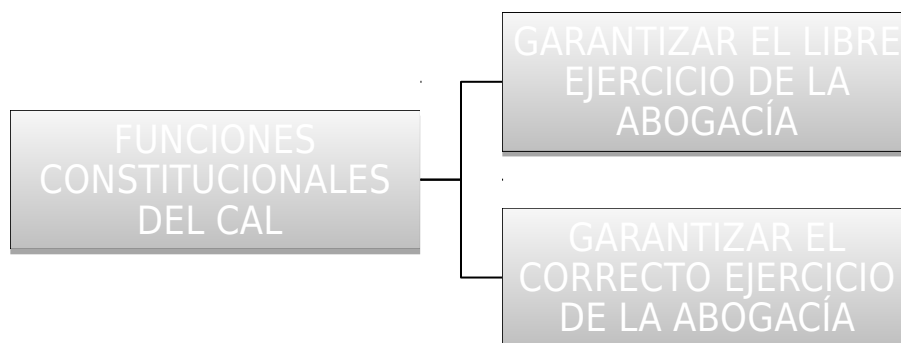 FUNCIONES
CONSTITUCIONALES
DEL CAL
GARANTIZAR EL LIBRE
EJERCICIO DE LA
ABOGACÍA
GARANTIZAR EL
CORRECTO EJERCICIO
DE LA ABOGACÍA